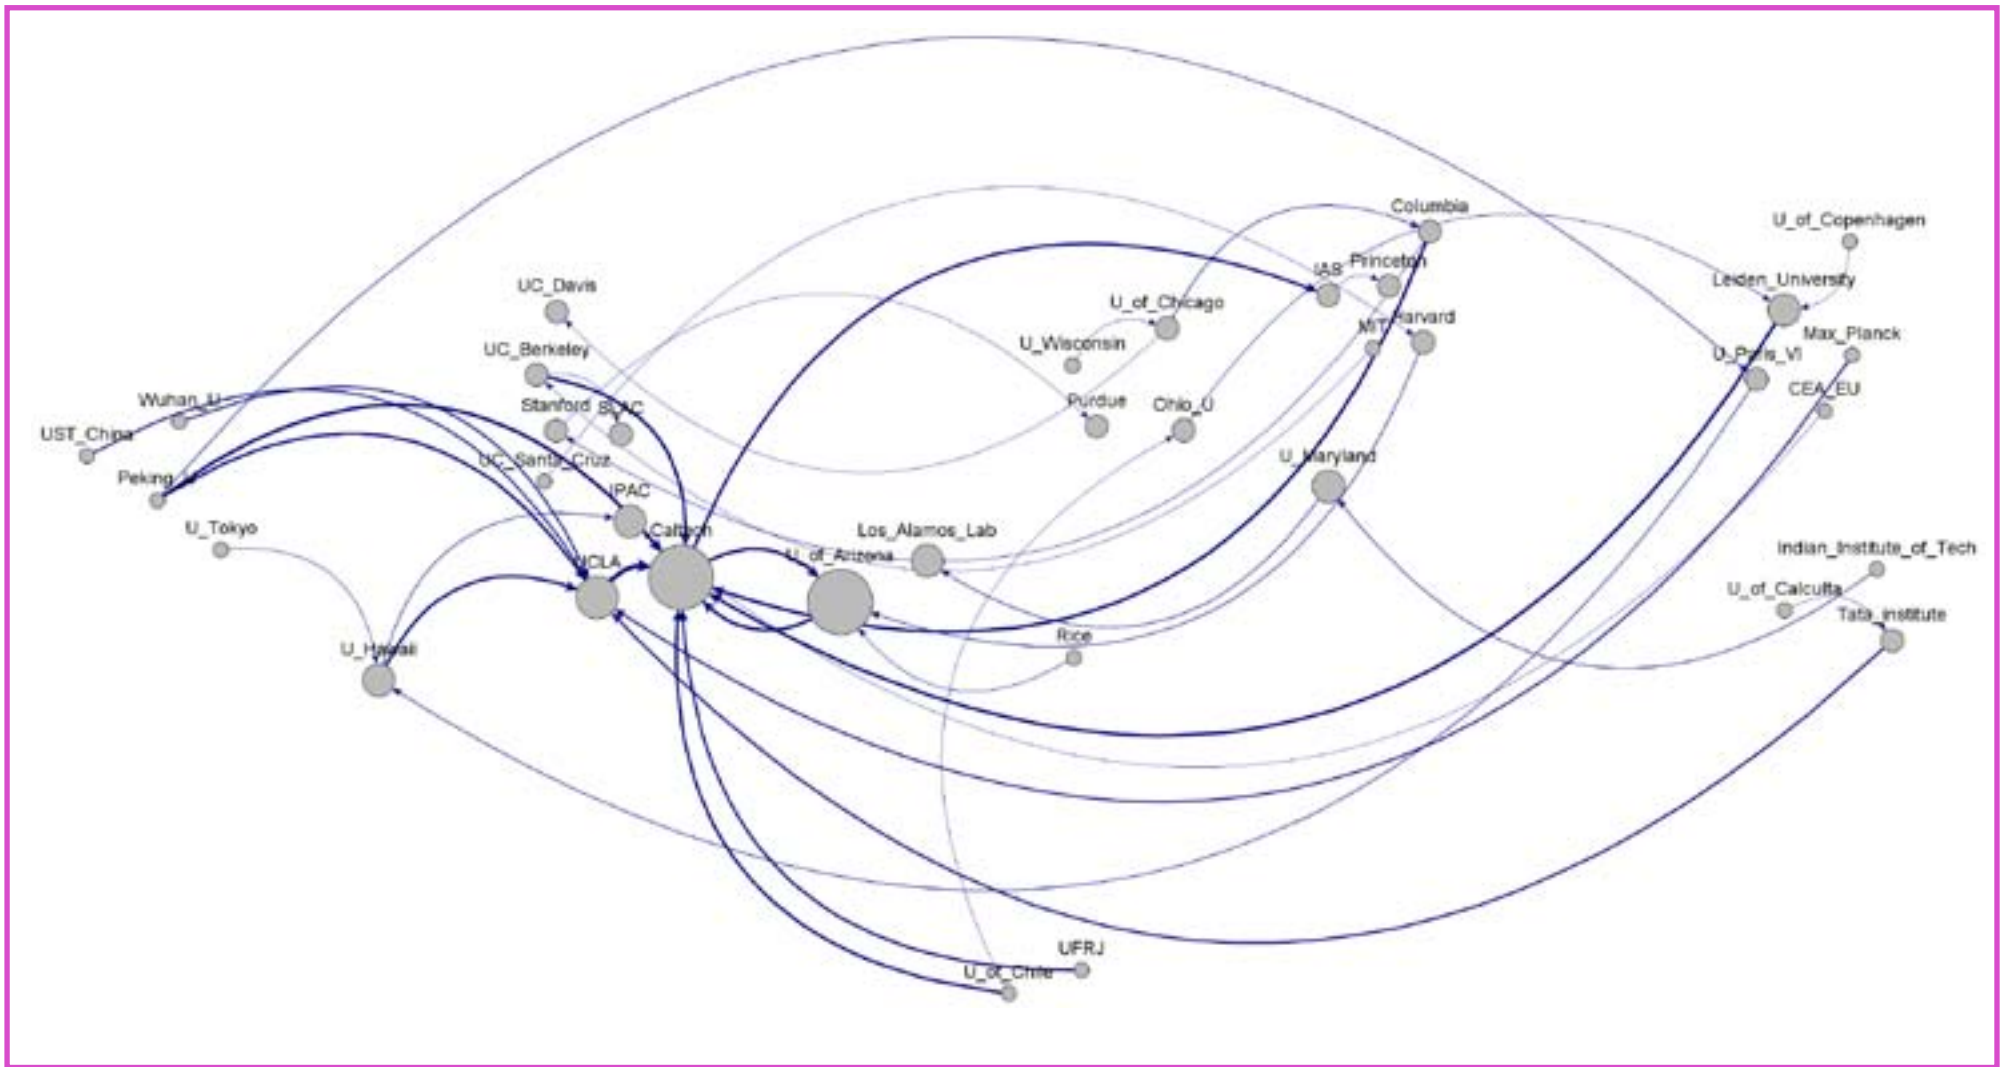 Columbia
U_of_Copenhagen
IAS
Princeton
Leiden_University
UC_Davis
U_of_Chicago
MIT
Harvard
Max_Planck
U_Wisconsin
UC_Berkeley
U_Paris_VI
CEA_EU
Wuhan_U
Stanford
SLAC
Purdue
Ohio_U
UST_China
UC_Santa_Cruz
U_Maryland
Peking_U
IPAC
U_Tokyo
Caltech
Los_Alamos_Lab
Indian_Institute_of_Tech
UCLA
U_of_Arizona
U_of_Calcutta
Tata_institute
Rice
U_Hawaii
UFRJ
U_of_Chile